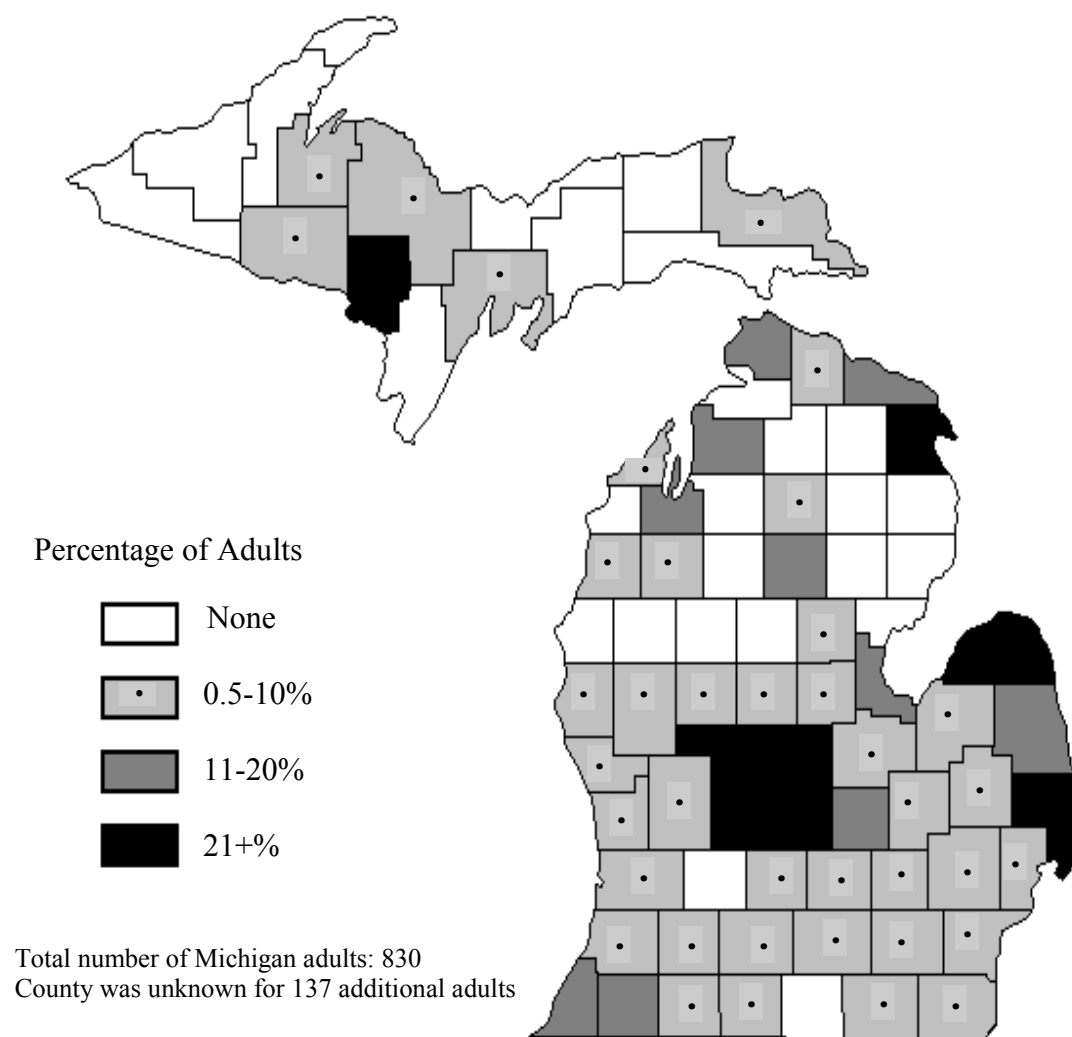 Percentage of Adults
None
0.5-10%
11-20%
21+%
Total number of Michigan adults: 830
County was unknown for 137 additional adults